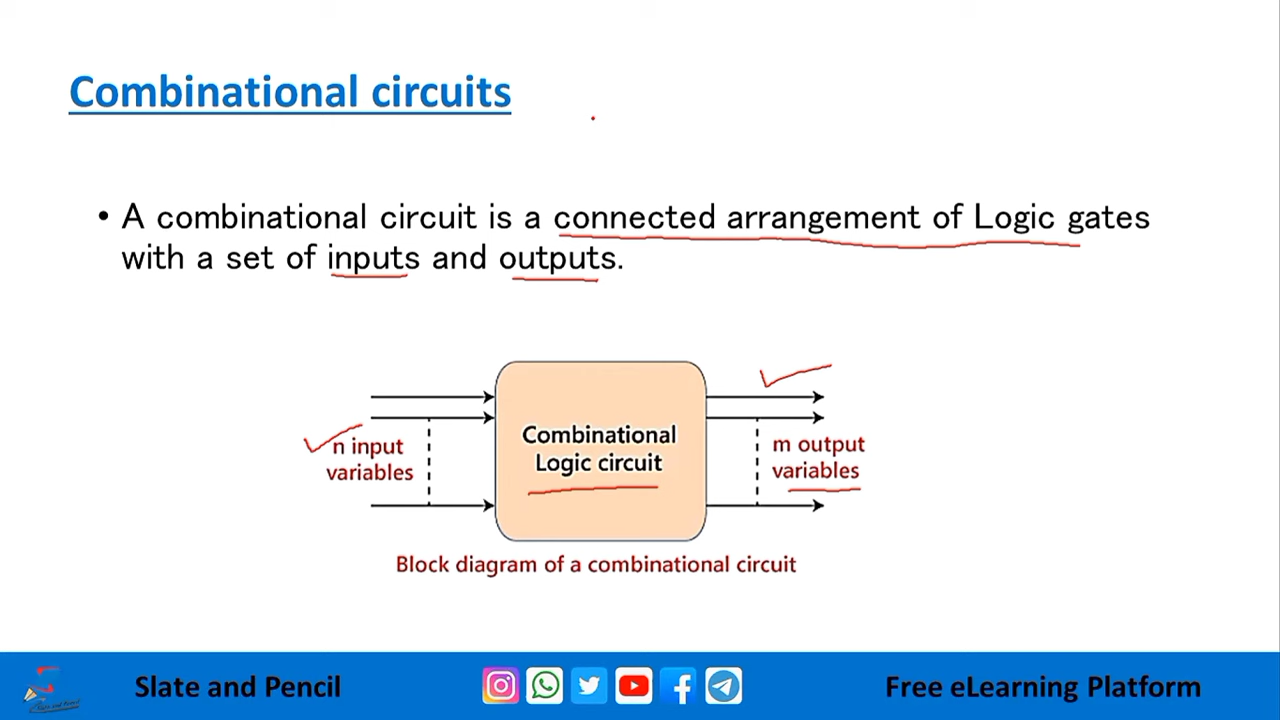 Combinational circuits
• A combinational circuit is a connected arrangement of Logic gates
with a set of inputs and outputs.
n input
variables
Combinational
Logic circuit
m output
variables
Block diagram of a combinational circuit
Slate and Pencil
Free eLearning Platform